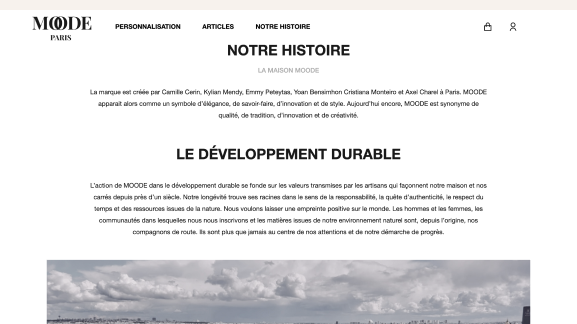 MOODE
PARIS
PERSONNALISATION
ARTICLES
NOTRE HISTOIRE
NOTRE HISTOIRE
LA MAISON MOODE
La marque est créée par Camille Cerin, Kylian Mendy, Emmy Peteytas, Yoan Bensimhon Cristiana Monteiro et Axel Charel à Paris. MOODE
apparait alors comme un symbole d'élégance, de savoir-faire, d'innovation et de style. Aujourd'hui encore, MOODE est synonyme de
qualité, de tradition, d'innovation et de créativité.
LE DÉVELOPPEMENT DURABLE
L'action de MOODE dans le développement durable se fonde sur les valeurs transmises par les artisans qui façonnent notre maison et nos
carrés depuis près d'un siècle. Notre longévité trouve ses racines dans le sens de la responsabilité, la quête d'authenticité, le respect du
temps et des ressources issues de la nature. Nous voulons laisser une empreinte positive sur le monde. Les hommes et les femmes, les
communautés dans lesquelles nous nous inscrivons et les matières issues de notre environnement naturel sont, depuis l'origine, nos
compagnons de route. Ils sont plus que jamais au centre de nos attentions et de notre démarche de progrès.